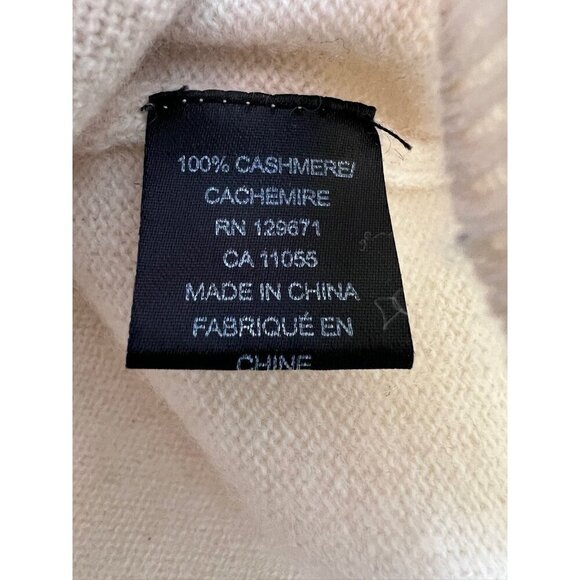 100% CASHMERE/
CACHEMIRE
RN 129671
CA 11055
MADE IN CHINA
FABRIQUÉ EN
CHINE